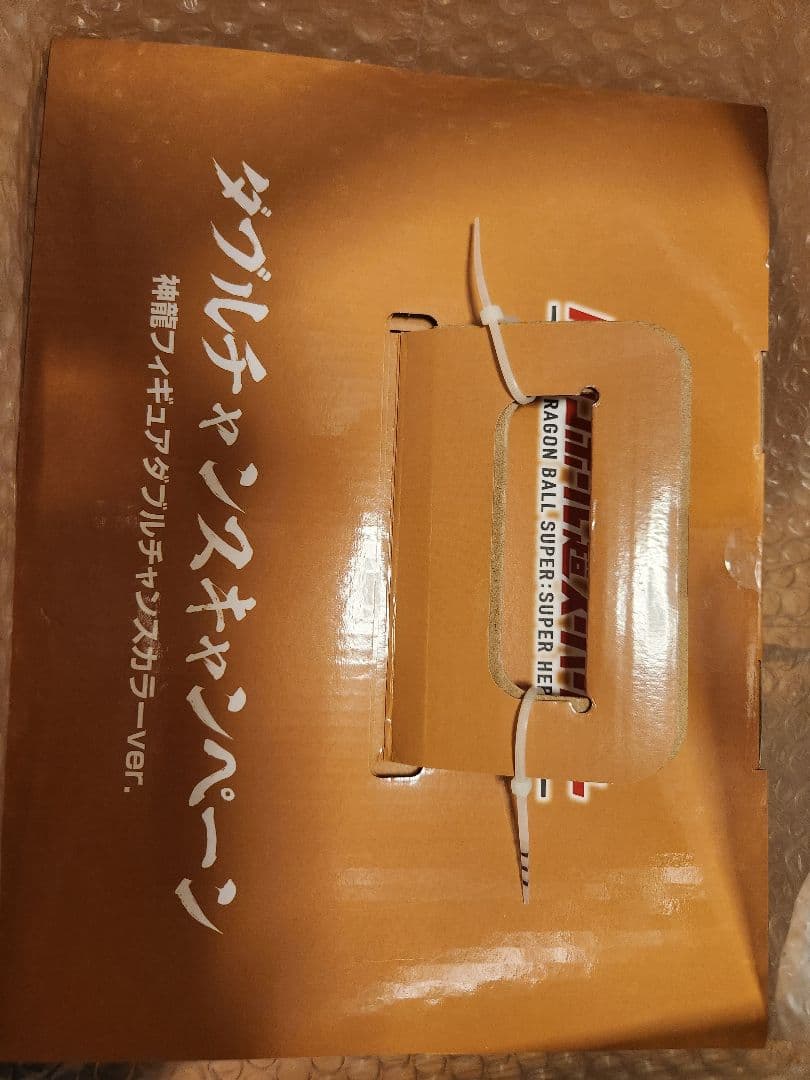 RAGON BALL SUPER:SUPER HER
ダブルチャンスキャンペーン
神龍フィギュアダブルチャンスカラーver.